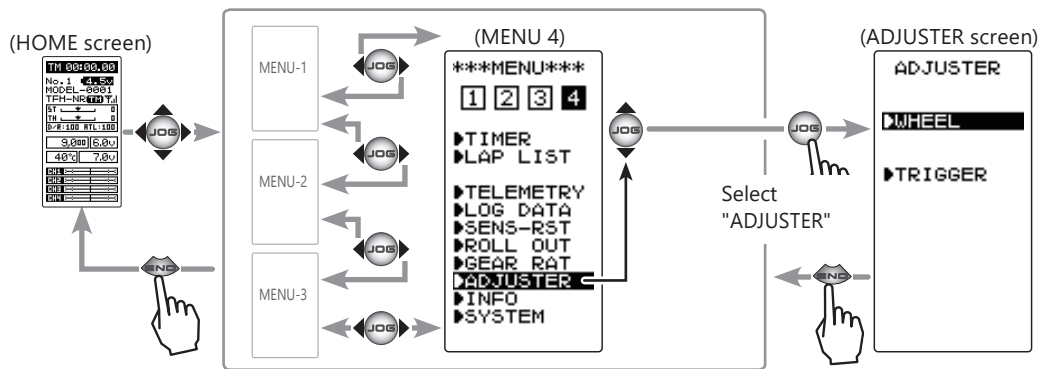 (HOME screen)
TM 00:00.00
No.1 4.5v
MODEL-0001
TFH-NR TM
ST 0
TH 0
D/R:100 ATL:100
9,000 6.0v
40℃ 7.0v
CH1
CH2
CH3
CH4
JOG
END
MENU-1
MENU-2
MENU-3
JOG
JOG
JOG
JOG
(MENU 4)
***MENU***
1 2 3 4
TIMER
LAP LIST
TELEMETRY
LOG DATA
SENS-RST
ROLL OUT
GEAR RAT
ADJUSTER
INFO
SYSTEM
JOG
JOG
Select
"ADJUSTER"
END
(ADJUSTER screen)
ADJUSTER
WHEEL
TRIGGER